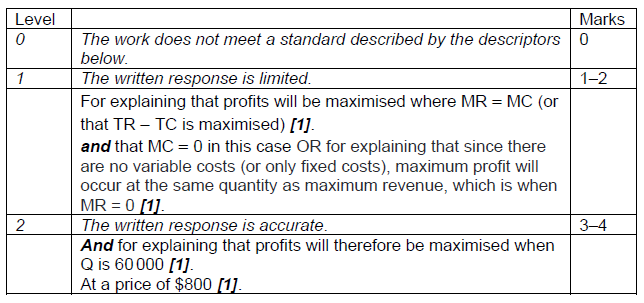 Level Marks
0 The work does not meet a standard described by the descriptors 0
below.
1 The written response is limited. 1–2
For explaining that profits will be maximised where MR = MC (or
that TR – TC is maximised) [1].
and that MC = 0 in this case OR for explaining that since there
are no variable costs (or only fixed costs), maximum profit will
occur at the same quantity as maximum revenue, which is when
MR = 0 [1].
2 The written response is accurate. 3–4
And for explaining that profits will therefore be maximised when
Q is 60 000 [1].
At a price of $800 [1].